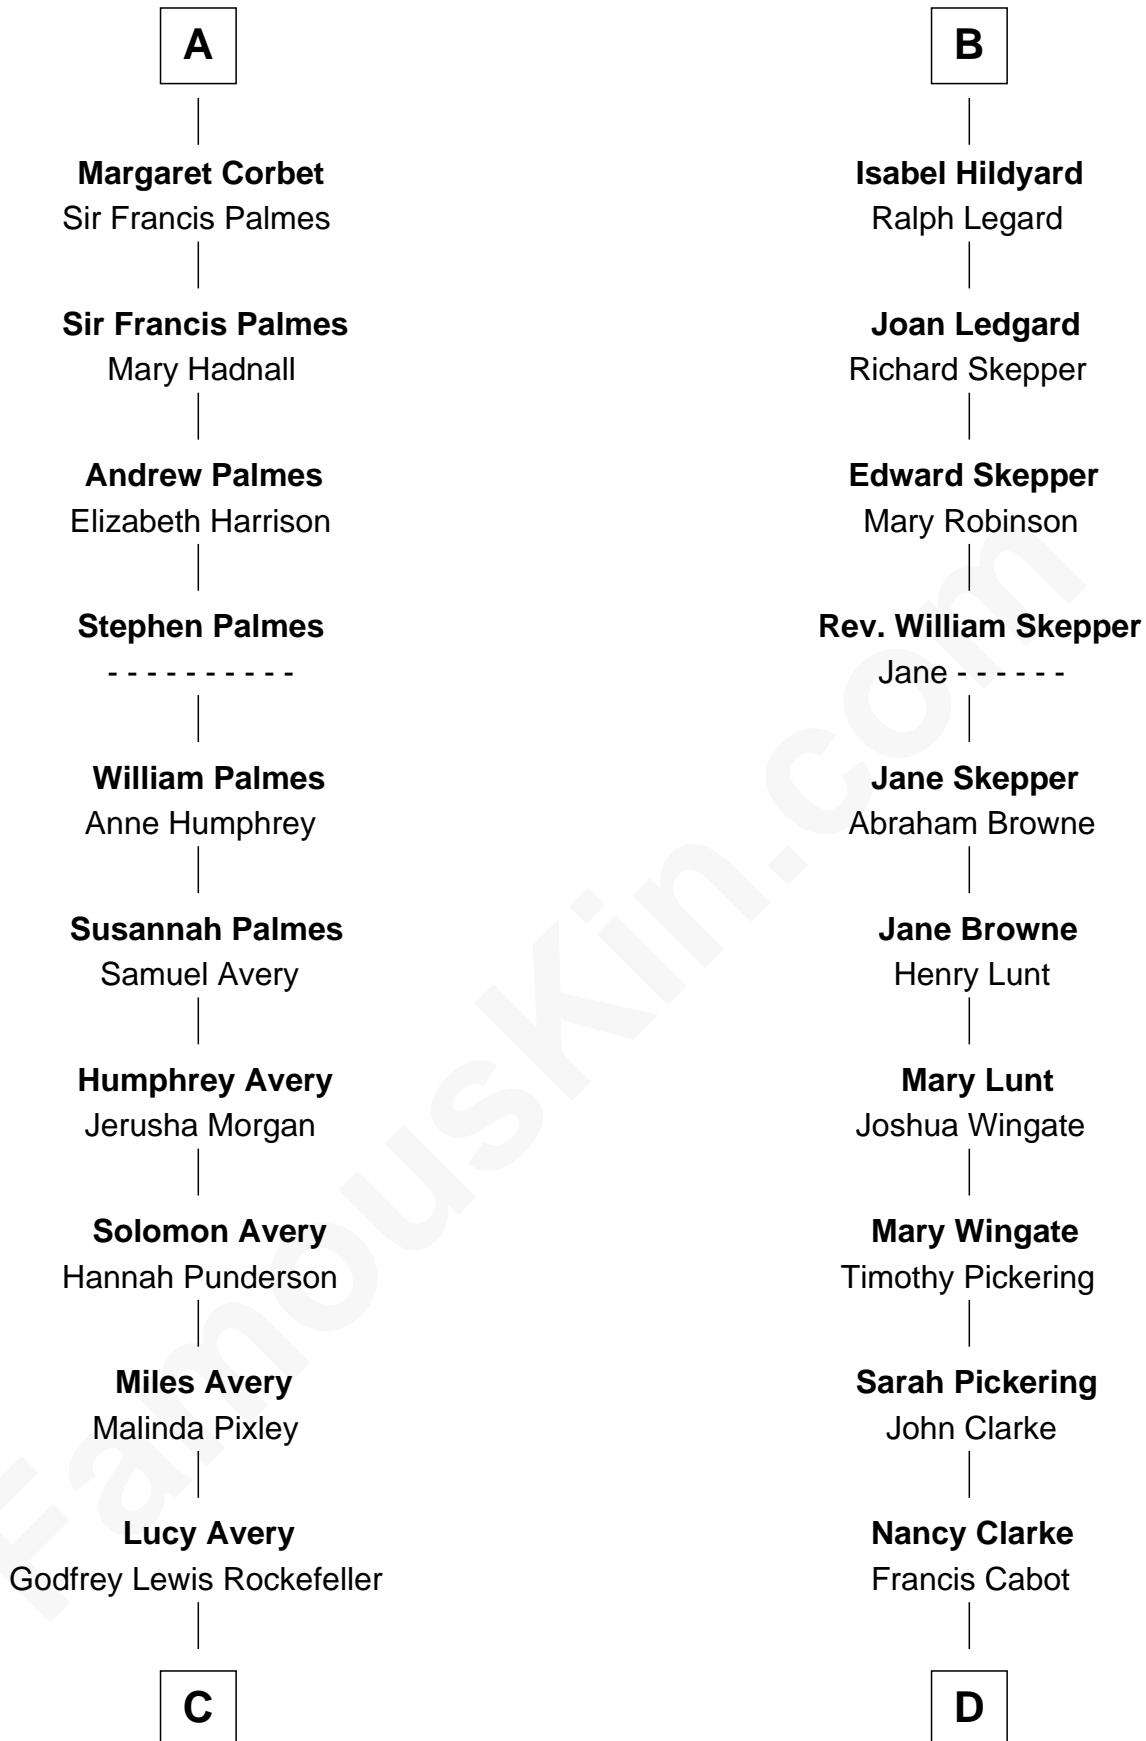 A
Margaret Corbet
Sir Francis Palmes
Sir Francis Palmes
Mary Hadnall
Andrew Palmes
Elizabeth Harrison
Stephen Palmes
- - - - - - - - - -
William Palmes
Anne Humphrey
Susannah Palmes
Samuel Avery
Humphrey Avery
Jerusha Morgan
Solomon Avery
Hannah Punderson
Miles Avery
Malinda Pixley
Lucy Avery
Godfrey Lewis Rockefeller
C
B
Isabel Hildyard
Ralph Legard
Joan Ledgard
Richard Skepper
Edward Skepper
Mary Robinson
Rev. William Skepper
Jane - - - - - -
Jane Skepper
Abraham Browne
Jane Browne
Henry Lunt
Mary Lunt
Joshua Wingate
Mary Wingate
Timothy Pickering
Sarah Pickering
John Clarke
Nancy Clarke
Francis Cabot
D
FamousKin.com